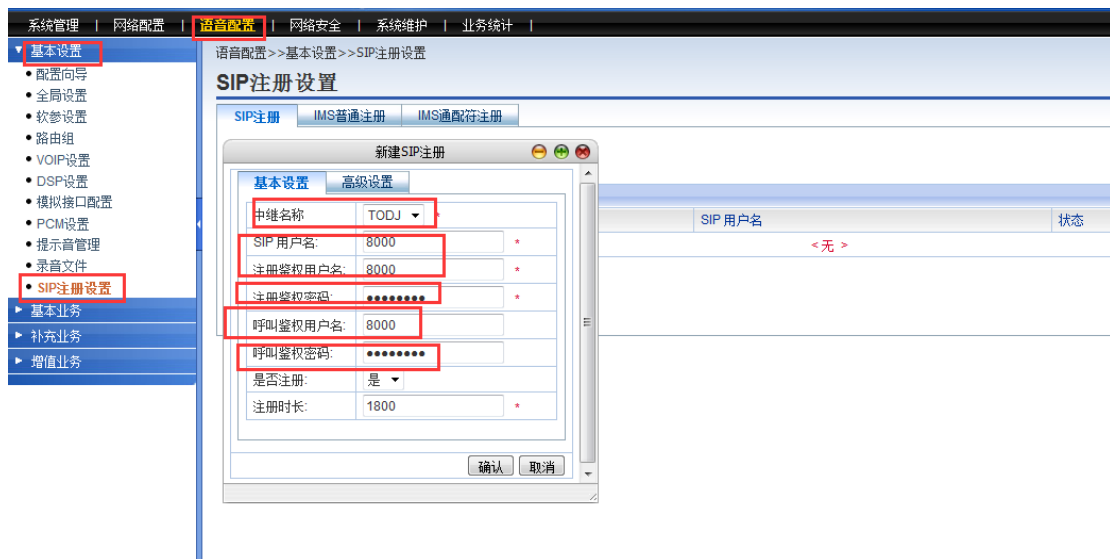 系统管理 | 网络配置 | 语音配置 | 网络安全 | 系统维护 | 业务统计 |
基本设置
配置向导
全局设置
软参设置
路由组
VOIP设置
DSP设置
模拟接口配置
PCM设置
提示音管理
录音文件
SIP注册设置
基本业务
补充业务
增值业务
语音配置>>基本设置>>SIP注册设置
SIP注册设置
SIP注册 IMS普通注册 IMS通配符注册
SIP 用户名 状态
<无 >
新建SIP注册
基本设置 高级设置
中继名称 TODJ *
SIP 用户名: 8000 *
注册鉴权用户名: 8000 *
注册鉴权密码: ●●●●●●●● *
呼叫鉴权用户名: 8000
呼叫鉴权密码: ●●●●●●●●
是否注册: 是
注册时长: 1800 *
确认 取消